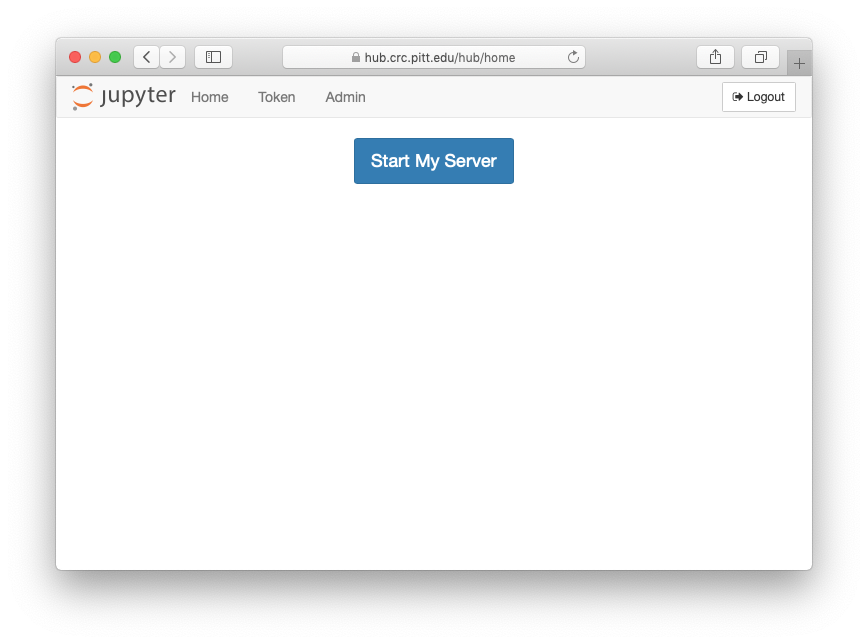 hub.crc.pitt.edu/hub/home
jupyter Home Token Admin Logout
Start My Server